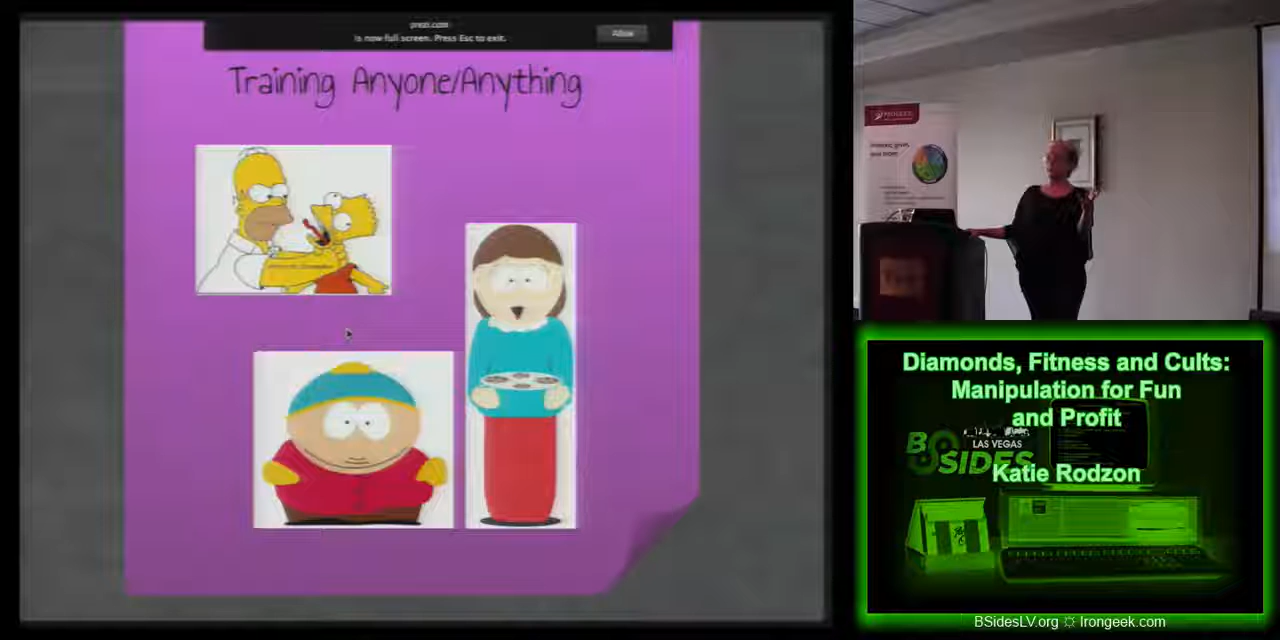 prezi.com
is now full screen. Press Esc to exit.
Allow
Training Anyone/Anything
Diamonds, Fitness and Cults:
Manipulation for Fun
and Profit
LAS VEGAS
BSIDES
Katie Rodzon
BSidesLV.org ☼ Irongeek.com